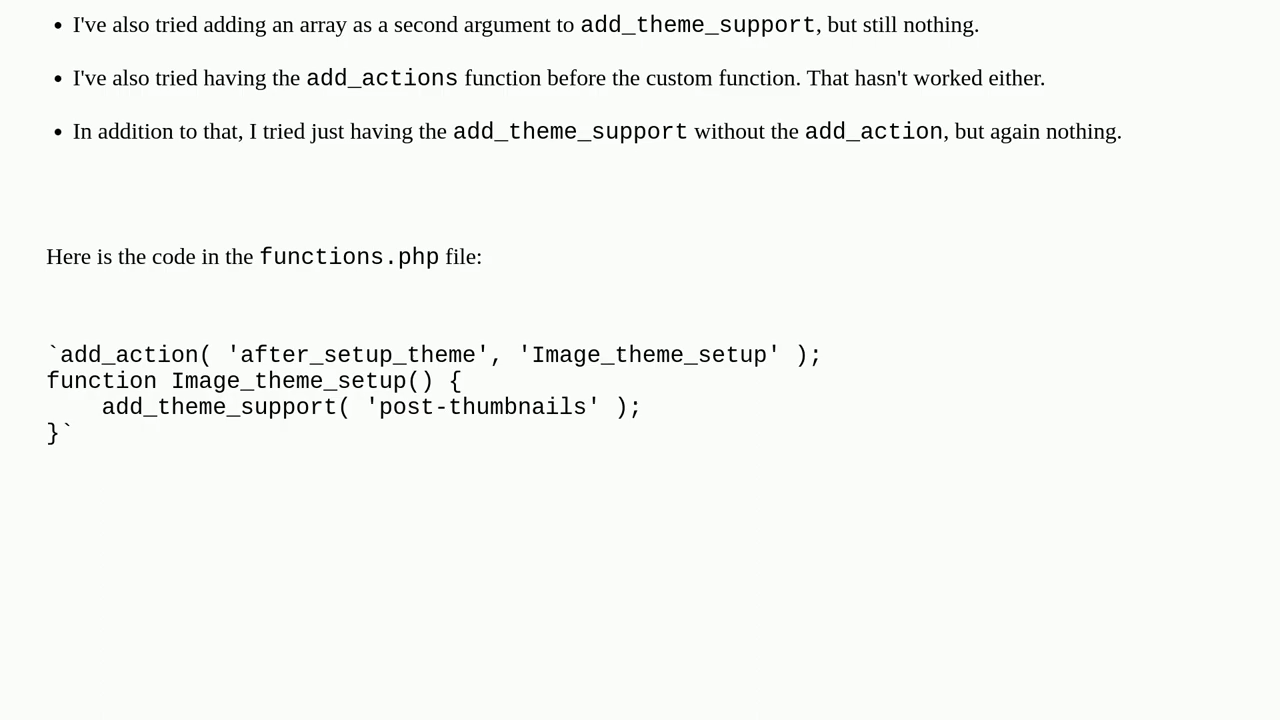 • I've also tried adding an array as a second argument to add_theme_support, but still nothing.
• I've also tried having the add_actions function before the custom function. That hasn't worked either.
• In addition to that, I tried just having the add_theme_support without the add_action, but again nothing.
Here is the code in the functions.php file:
`add_action( 'after_setup_theme', 'Image_theme_setup' );
function Image_theme_setup() {
    add_theme_support( 'post-thumbnails' );
}`